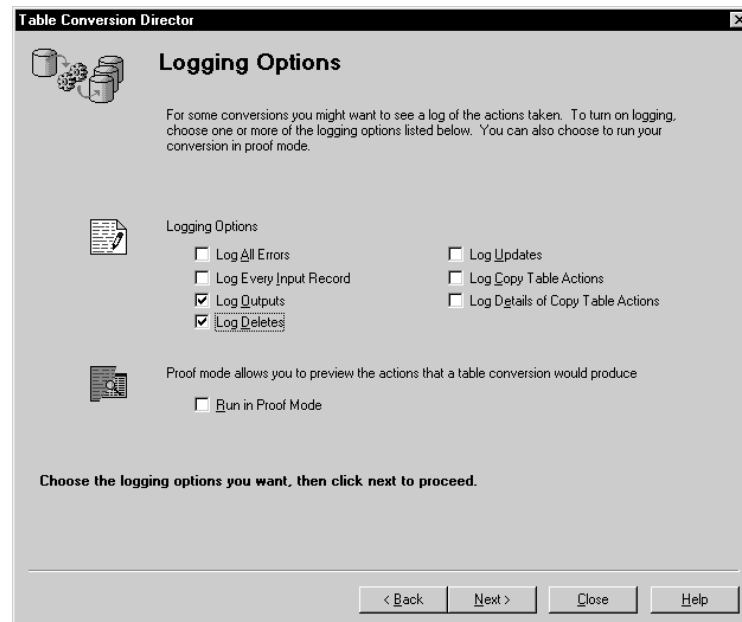 Table Conversion Director
Logging Options
For some conversions you might want to see a log of the actions taken. To turn on logging,
choose one or more of the logging options listed below. You can also choose to run your
conversion in proof mode.
Logging Options
Log All Errors
Log Every Input Record
Log Outputs
Log Deletes
Log Updates
Log Copy Table Actions
Log Details of Copy Table Actions
Proof mode allows you to preview the actions that a table conversion would produce
Run in Proof Mode
Choose the logging options you want, then click next to proceed.
< Back
Next >
Close
Help